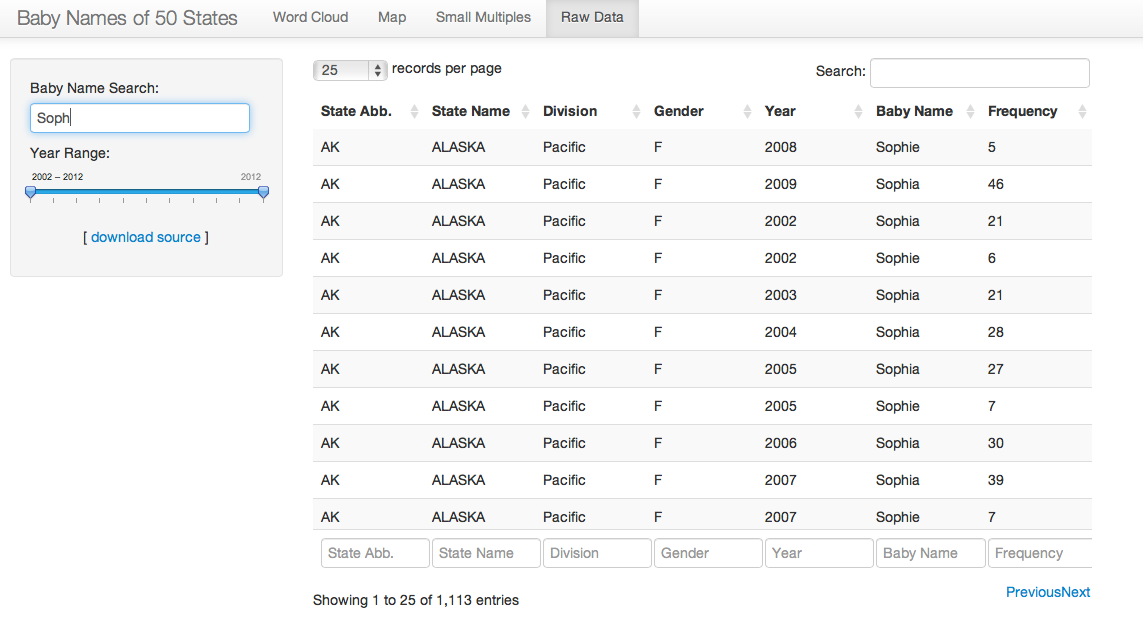 Baby Names of 50 States Word Cloud Map Small Multiples Raw Data
Baby Name Search:
Soph
Year Range:
2002 – 2012 2012
[ download source ]
25 records per page Search:
State Abb. State Name Division Gender Year Baby Name Frequency
AK ALASKA Pacific F 2008 Sophie 5
AK ALASKA Pacific F 2009 Sophia 46
AK ALASKA Pacific F 2002 Sophia 21
AK ALASKA Pacific F 2002 Sophie 6
AK ALASKA Pacific F 2003 Sophia 21
AK ALASKA Pacific F 2004 Sophia 28
AK ALASKA Pacific F 2005 Sophia 27
AK ALASKA Pacific F 2005 Sophie 7
AK ALASKA Pacific F 2006 Sophia 30
AK ALASKA Pacific F 2007 Sophia 39
AK ALASKA Pacific F 2007 Sophie 7
State Abb. State Name Division Gender Year Baby Name Frequency
PreviousNext
Showing 1 to 25 of 1,113 entries